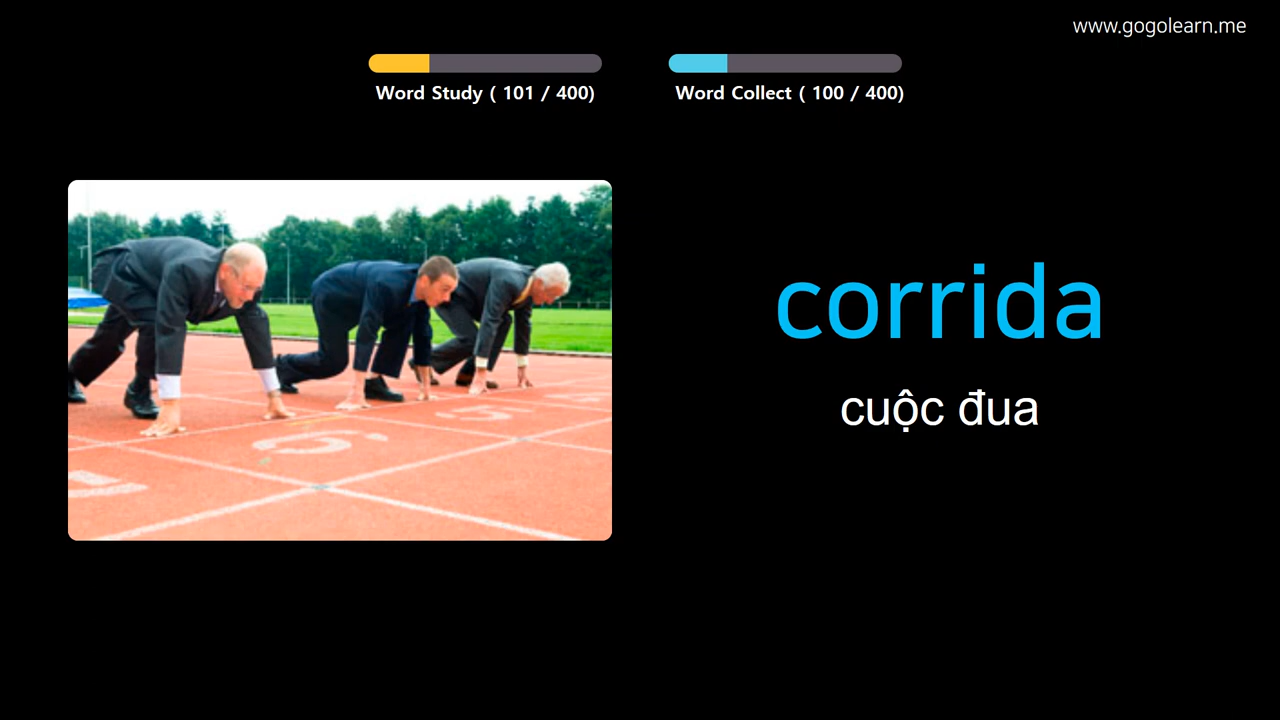 www.gogolearn.me
Word Study ( 101 / 400)
Word Collect ( 100 / 400)
corrida
cuộc đua